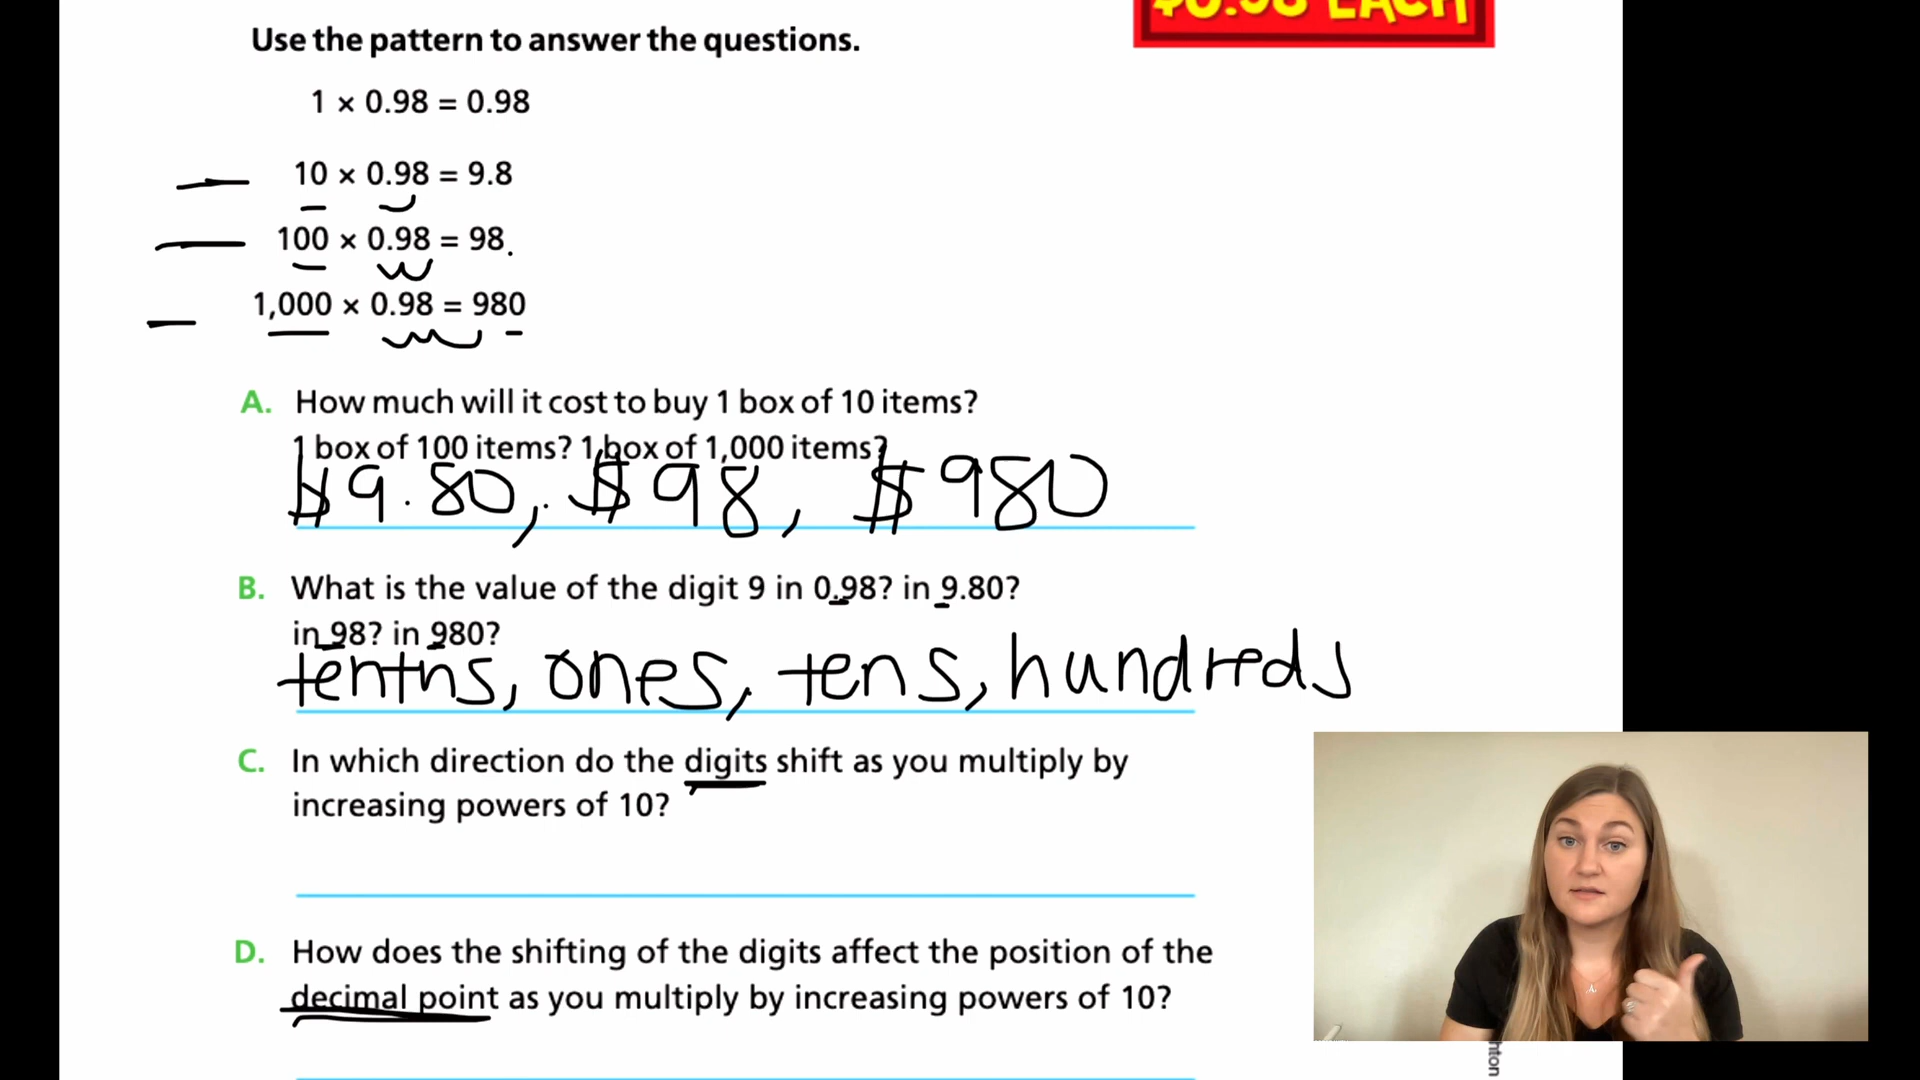 $0.98 EACH
Use the pattern to answer the questions.
1 × 0.98 = 0.98
10 × 0.98 = 9.8
100 × 0.98 = 98.
1,000 × 0.98 = 980
A. How much will it cost to buy 1 box of 10 items?
1 box of 100 items? 1 box of 1,000 items?
$9.80, $98, $980
B. What is the value of the digit 9 in 0.98? in 9.80?
in 98? in 980?
tenths, ones, tens, hundreds
C. In which direction do the digits shift as you multiply by
increasing powers of 10?
D. How does the shifting of the digits affect the position of the
decimal point as you multiply by increasing powers of 10?
hton